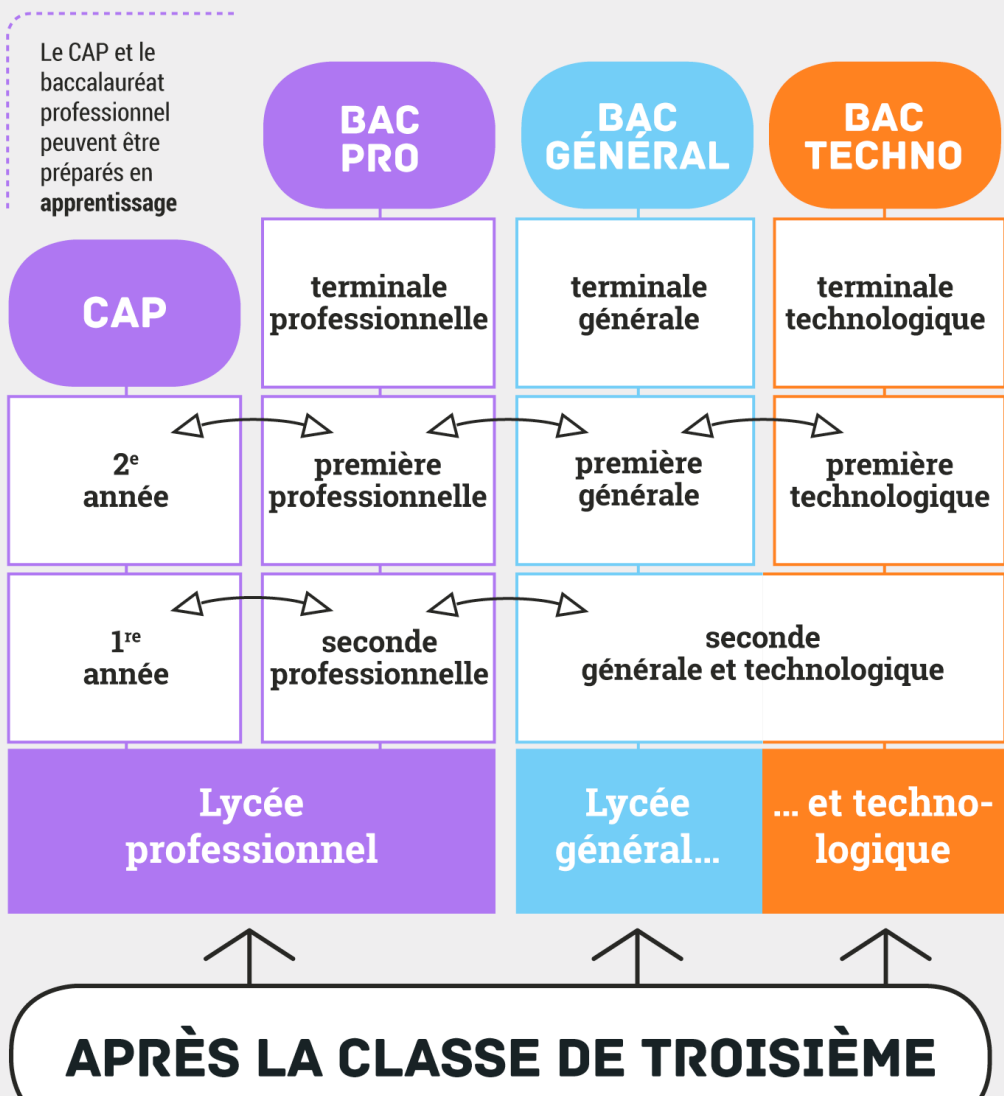 Le CAP et le
baccalauréat
professionnel
peuvent être
préparés en
apprentissage
BAC
PRO
BAC
GÉNÉRAL
BAC
TECHNO
CAP
terminale
professionnelle
terminale
générale
terminale
technologique
2e
année
première
professionnelle
première
générale
première
technologique
1re
année
seconde
professionnelle
seconde
générale et technologique
Lycée
professionnel
Lycée
général...
... et techno-
logique
APRÈS LA CLASSE DE TROISIÈME